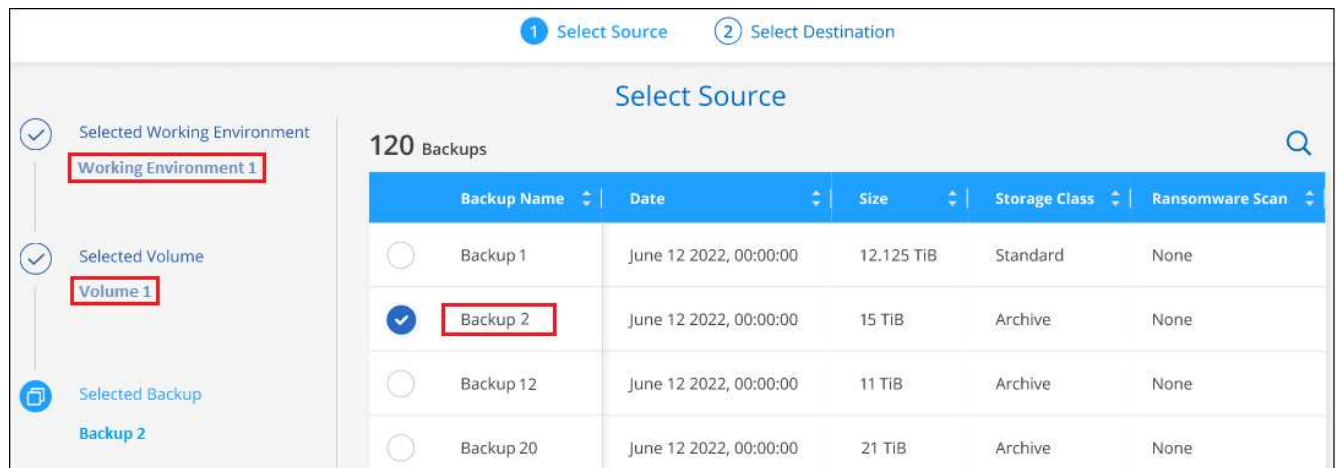 1 Select Source 2 Select Destination
Select Source
Selected Working Environment
Working Environment 1
Selected Volume
Volume 1
Selected Backup
Backup 2
120 Backups
Backup Name Date Size Storage Class Ransomware Scan
Backup 1 June 12 2022, 00:00:00 12.125 TiB Standard None
Backup 2 June 12 2022, 00:00:00 15 TiB Archive None
Backup 12 June 12 2022, 00:00:00 11 TiB Archive None
Backup 20 June 12 2022, 00:00:00 21 TiB Archive None